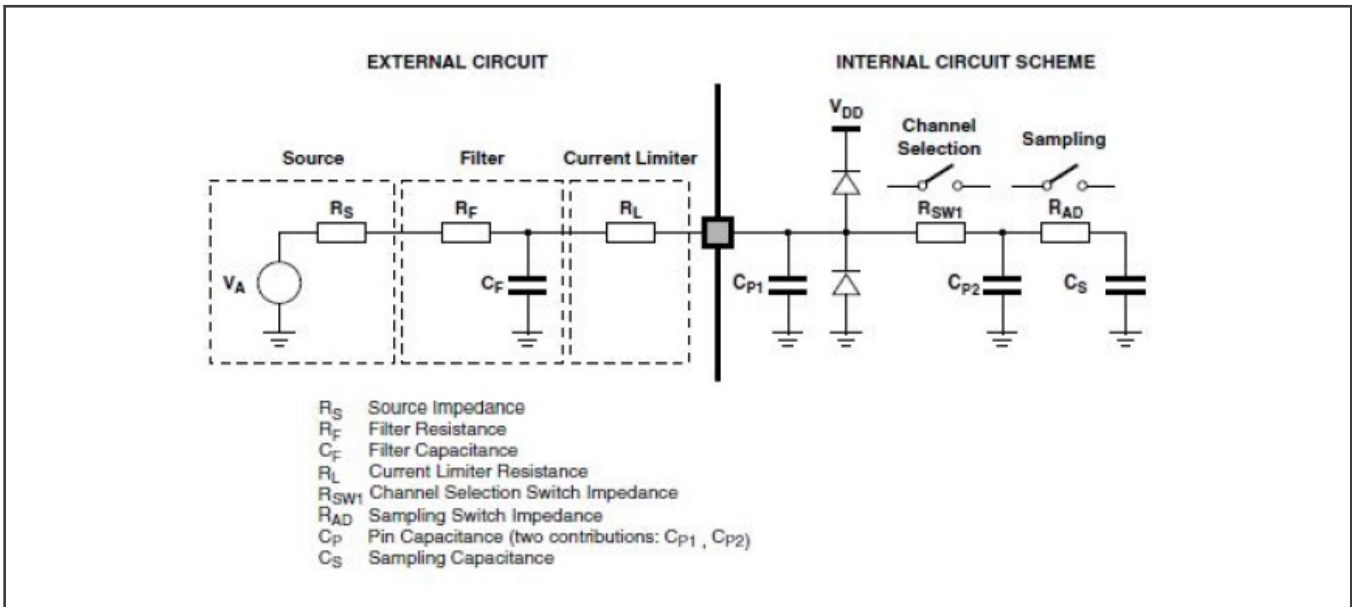 EXTERNAL CIRCUIT
INTERNAL CIRCUIT SCHEME
Source
Filter
Current Limiter
VDD
Channel
Selection
Sampling
RS
RF
RL
RSW1
RAD
VA
CF
CP1
CP2
CS
RS Source Impedance
RF Filter Resistance
CF Filter Capacitance
RL Current Limiter Resistance
RSW1 Channel Selection Switch Impedance
RAD Sampling Switch Impedance
CP Pin Capacitance (two contributions: CP1 , CP2)
CS Sampling Capacitance